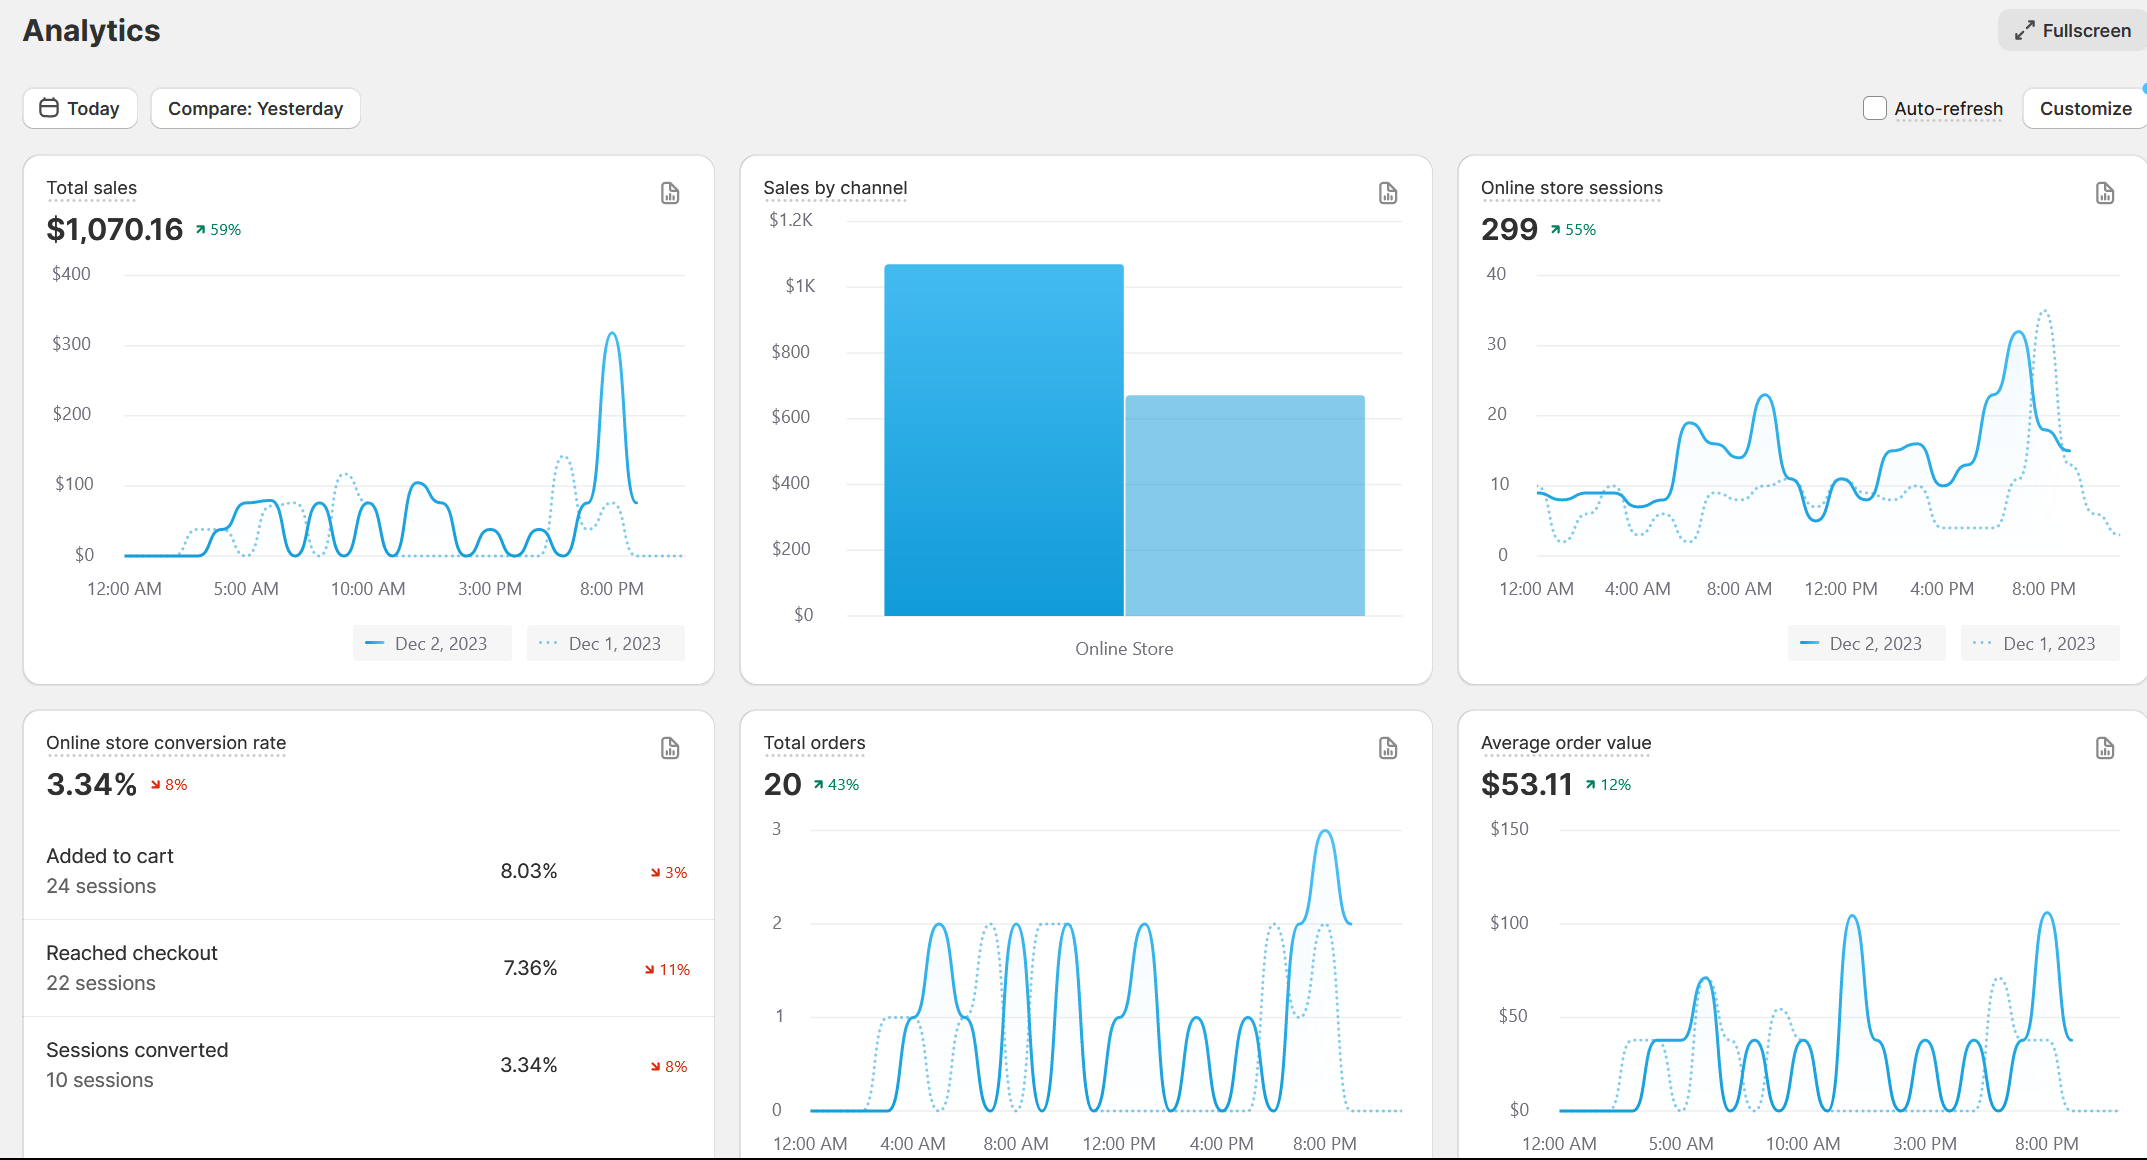 Analytics
Fullscreen
Today
Compare: Yesterday
Auto-refresh
Customize
Total sales
$1,070.16 59%
$400
$300
$200
$100
$0
12:00 AM 5:00 AM 10:00 AM 3:00 PM 8:00 PM
Dec 2, 2023 Dec 1, 2023
Sales by channel
$1.2K
$1K
$800
$600
$400
$200
$0
Online Store
Online store sessions
299 55%
40
30
20
10
0
12:00 AM 4:00 AM 8:00 AM 12:00 PM 4:00 PM 8:00 PM
Dec 2, 2023 Dec 1, 2023
Online store conversion rate
3.34% 8%
Added to cart
24 sessions
8.03% 3%
Reached checkout
22 sessions
7.36% 11%
Sessions converted
10 sessions
3.34% 8%
Total orders
20 43%
3
2
1
0
12:00 AM 4:00 AM 8:00 AM 12:00 PM 4:00 PM 8:00 PM
Average order value
$53.11 12%
$150
$100
$50
$0
12:00 AM 5:00 AM 10:00 AM 3:00 PM 8:00 PM